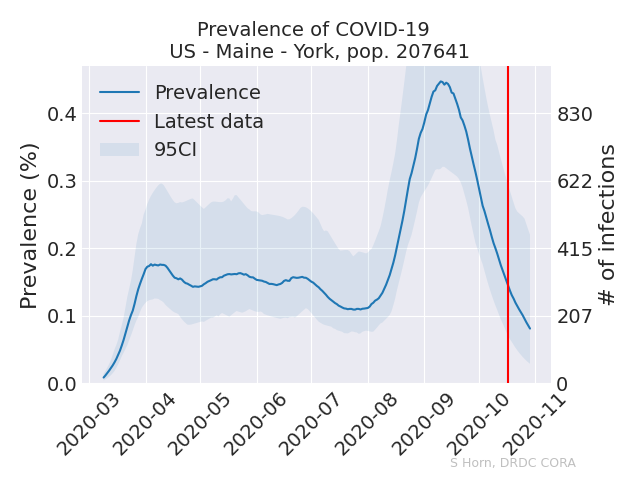 Prevalence of COVID-19
US - Maine - York, pop. 207641
Prevalence
Latest data
95CI
Prevalence (%)
0.4
0.3
0.2
0.1
0.0
830
622
415
207
0
# of infections
2020-03
2020-04
2020-05
2020-06
2020-07
2020-08
2020-09
2020-10
2020-11
S Horn, DRDC CORA